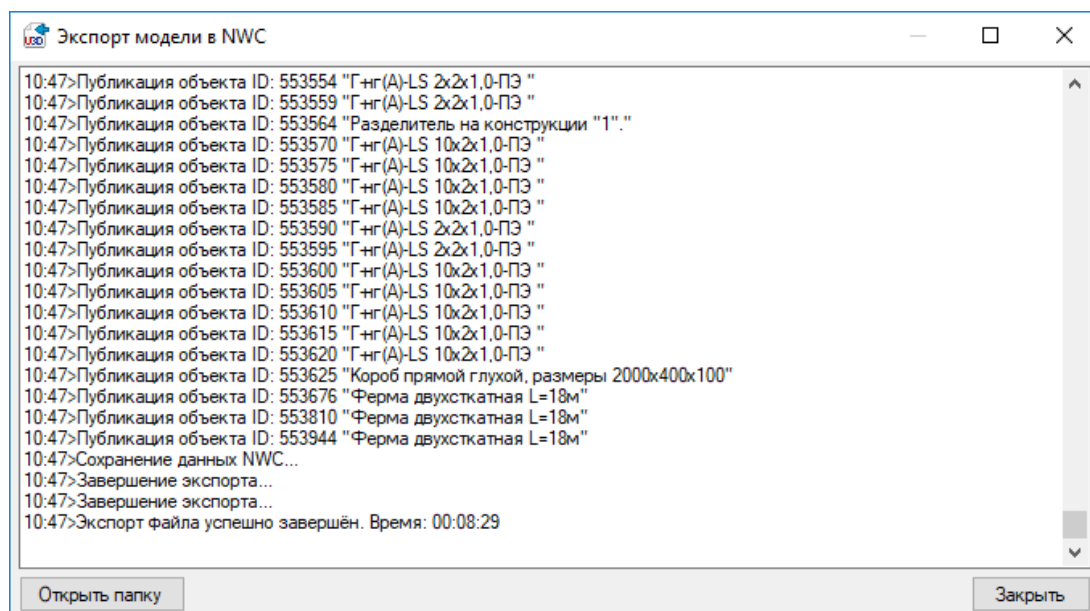 USD
Экспорт модели в NWC
10:47>Публикация объекта ID: 553554 "Г-нг(A)-LS 2x2x1,0-ПЭ "
10:47>Публикация объекта ID: 553559 "Г-нг(A)-LS 2x2x1,0-ПЭ "
10:47>Публикация объекта ID: 553564 "Разделитель на конструкции "1"."
10:47>Публикация объекта ID: 553570 "Г-нг(A)-LS 10x2x1,0-ПЭ "
10:47>Публикация объекта ID: 553575 "Г-нг(A)-LS 10x2x1,0-ПЭ "
10:47>Публикация объекта ID: 553580 "Г-нг(A)-LS 10x2x1,0-ПЭ "
10:47>Публикация объекта ID: 553585 "Г-нг(A)-LS 10x2x1,0-ПЭ "
10:47>Публикация объекта ID: 553590 "Г-нг(A)-LS 2x2x1,0-ПЭ "
10:47>Публикация объекта ID: 553595 "Г-нг(A)-LS 2x2x1,0-ПЭ "
10:47>Публикация объекта ID: 553600 "Г-нг(A)-LS 10x2x1,0-ПЭ "
10:47>Публикация объекта ID: 553605 "Г-нг(A)-LS 10x2x1,0-ПЭ "
10:47>Публикация объекта ID: 553610 "Г-нг(A)-LS 10x2x1,0-ПЭ "
10:47>Публикация объекта ID: 553615 "Г-нг(A)-LS 10x2x1,0-ПЭ "
10:47>Публикация объекта ID: 553620 "Г-нг(A)-LS 10x2x1,0-ПЭ "
10:47>Публикация объекта ID: 553625 "Короб прямой глухой, размеры 2000x400x100"
10:47>Публикация объекта ID: 553676 "Ферма двухсткатная L=18м"
10:47>Публикация объекта ID: 553810 "Ферма двухсткатная L=18м"
10:47>Публикация объекта ID: 553944 "Ферма двухсткатная L=18м"
10:47>Сохранение данных NWC...
10:47>Завершение экспорта...
10:47>Завершение экспорта...
10:47>Экспорт файла успешно завершён. Время: 00:08:29
Открыть папку
Закрыть